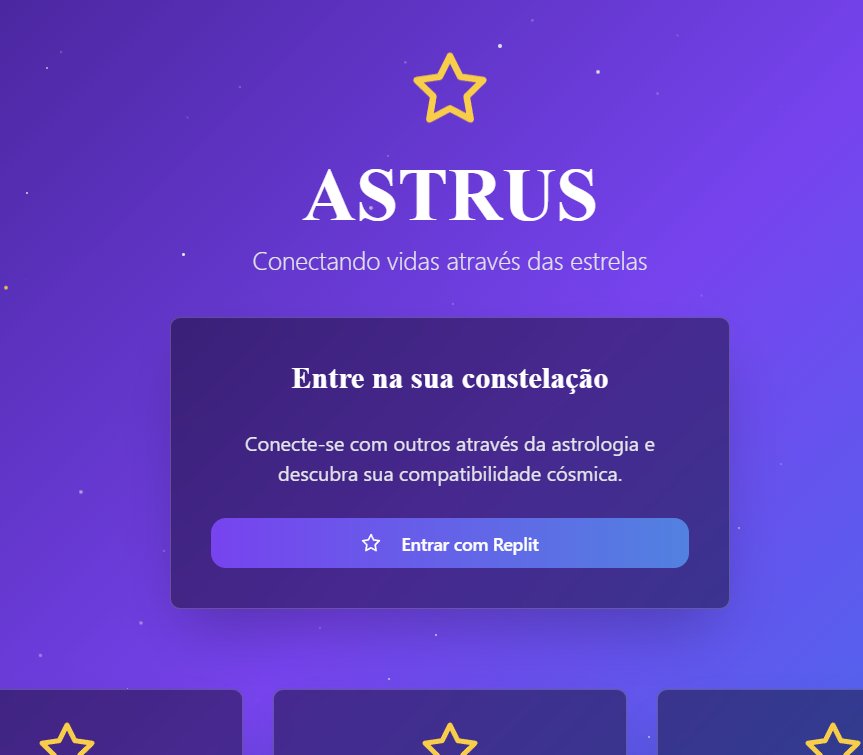 ASTRUS
Conectando vidas através das estrelas
Entre na sua constelação
Conecte-se com outros através da astrologia e
descubra sua compatibilidade cósmica.
Entrar com Replit